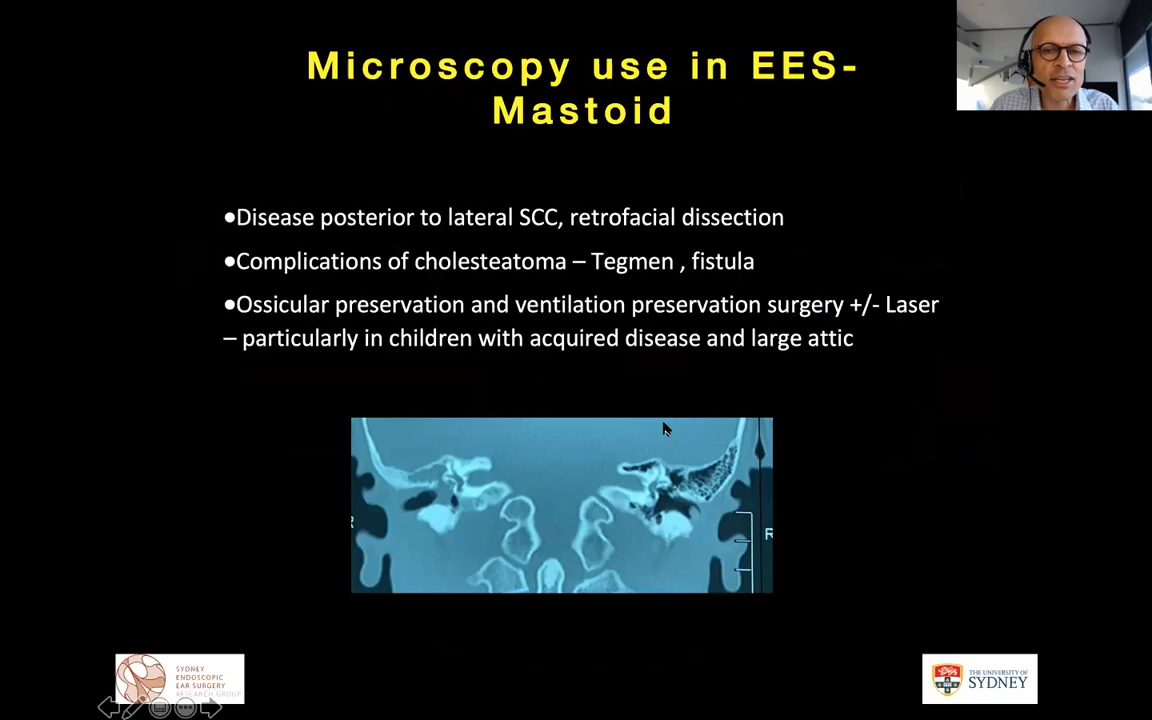 Microscopy use in EES-
Mastoid
•Disease posterior to lateral SCC, retrofacial dissection
•Complications of cholesteatoma – Tegmen , fistula
•Ossicular preservation and ventilation preservation surgery +/- Laser
– particularly in children with acquired disease and large attic
R
R
SYDNEY
ENDOSCOPIC
EAR SURGERY
RESEARCH GROUP
THE UNIVERSITY OF
SYDNEY